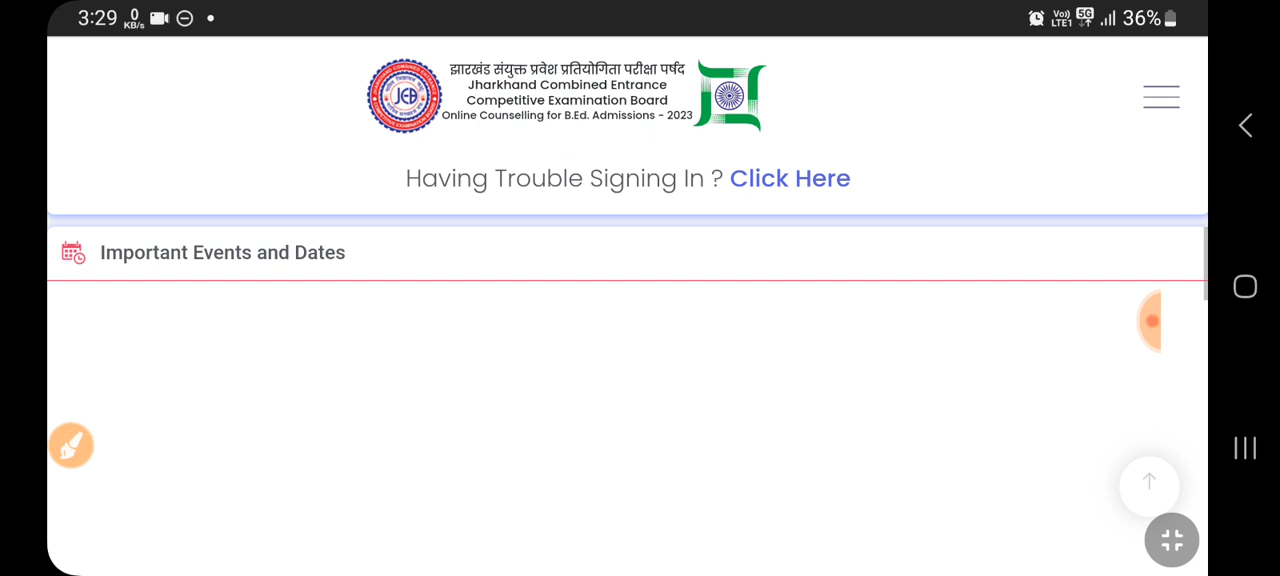 3:29 0 KB/s Vo) LTE1 5G 36%
झारखंड संयुक्त प्रवेश प्रतियोगिता परीक्षा पर्षद
Jharkhand Combined Entrance
Competitive Examination Board
Online Counselling for B.Ed. Admissions - 2023
JCB
Having Trouble Signing In ? Click Here
Important Events and Dates